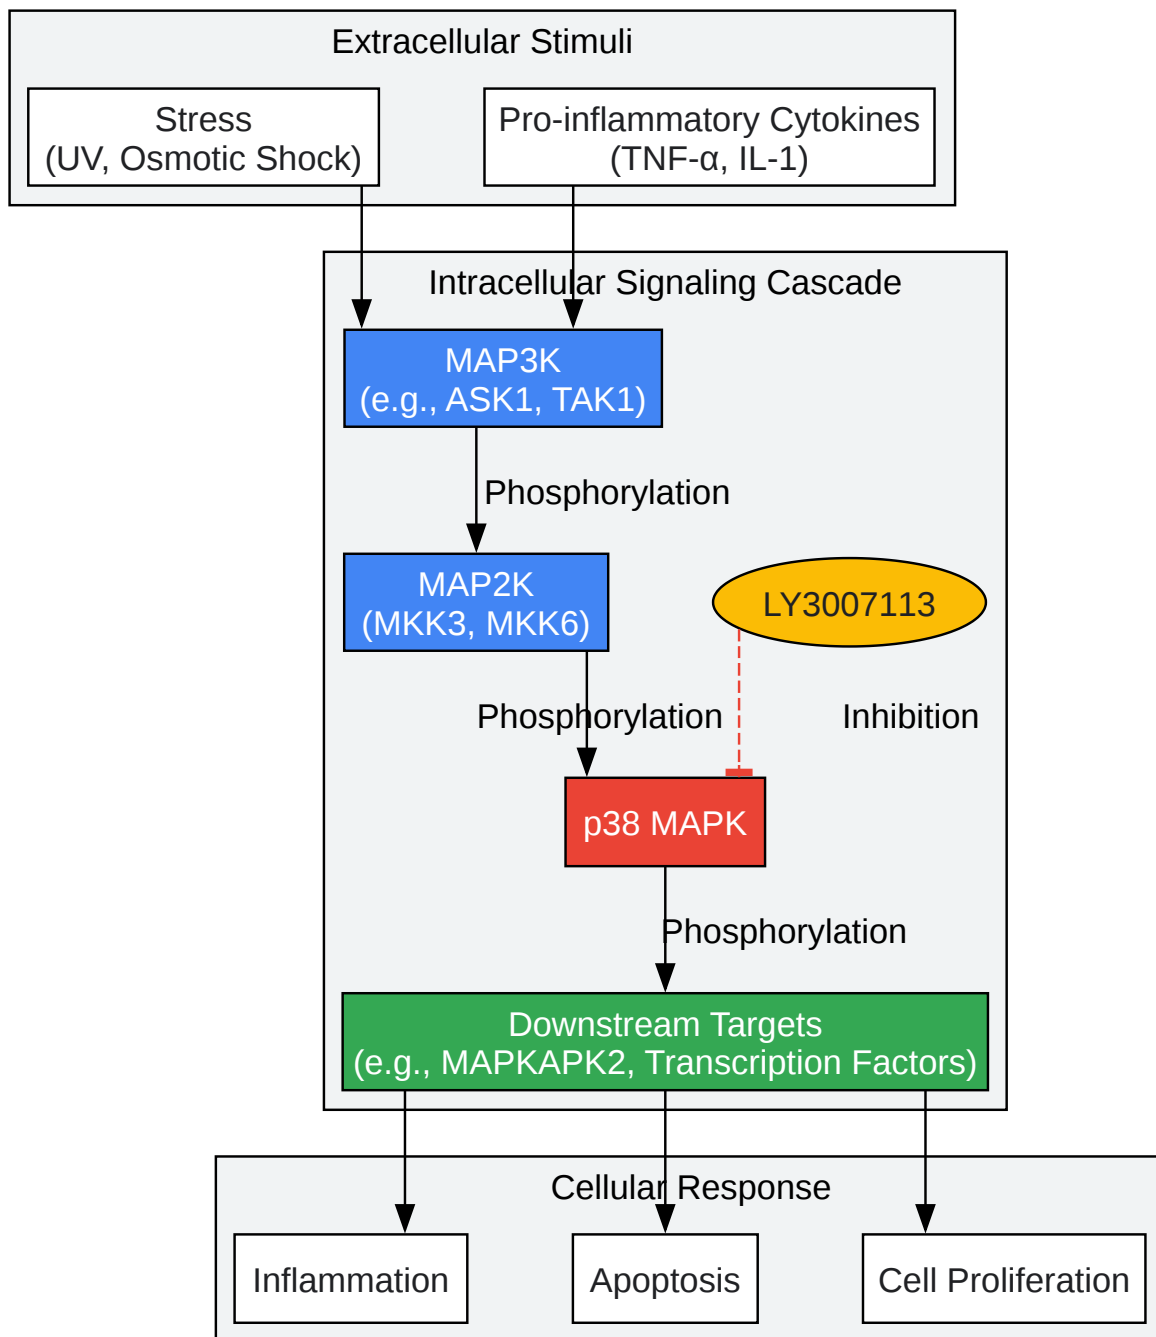 Extracellular Stimuli
Stress
(UV, Osmotic Shock)
Pro-inflammatory Cytokines
(TNF-α, IL-1)
Intracellular Signaling Cascade
MAP3K
(e.g., ASK1, TAK1)
Phosphorylation
MAP2K
(MKK3, MKK6)
LY3007113
Phosphorylation
Inhibition
p38 MAPK
Phosphorylation
Downstream Targets
(e.g., MAPKAPK2, Transcription Factors)
Cellular Response
Inflammation
Apoptosis
Cell Proliferation